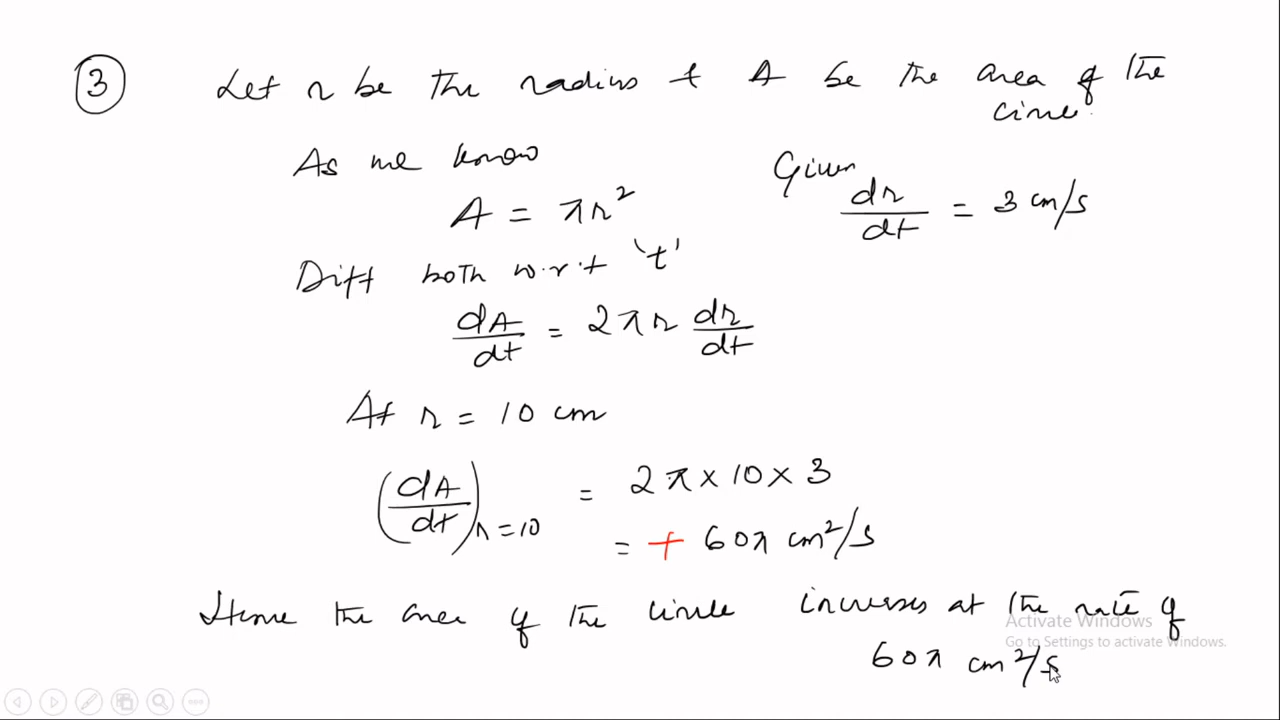 3 Let r be the radius & A be the area of the
circle.
As we know
A = πr²
Given
dr/dt = 3 cm/s
Diff both w.r.t 't'
dA/dt = 2πr dr/dt
At r = 10 cm
(dA/dt)r=10 = 2π × 10 × 3
= + 60π cm²/s
Hence the area of the circle increases at the rate of
60π cm²/s
Activate Windows
Go to Settings to activate Windows.